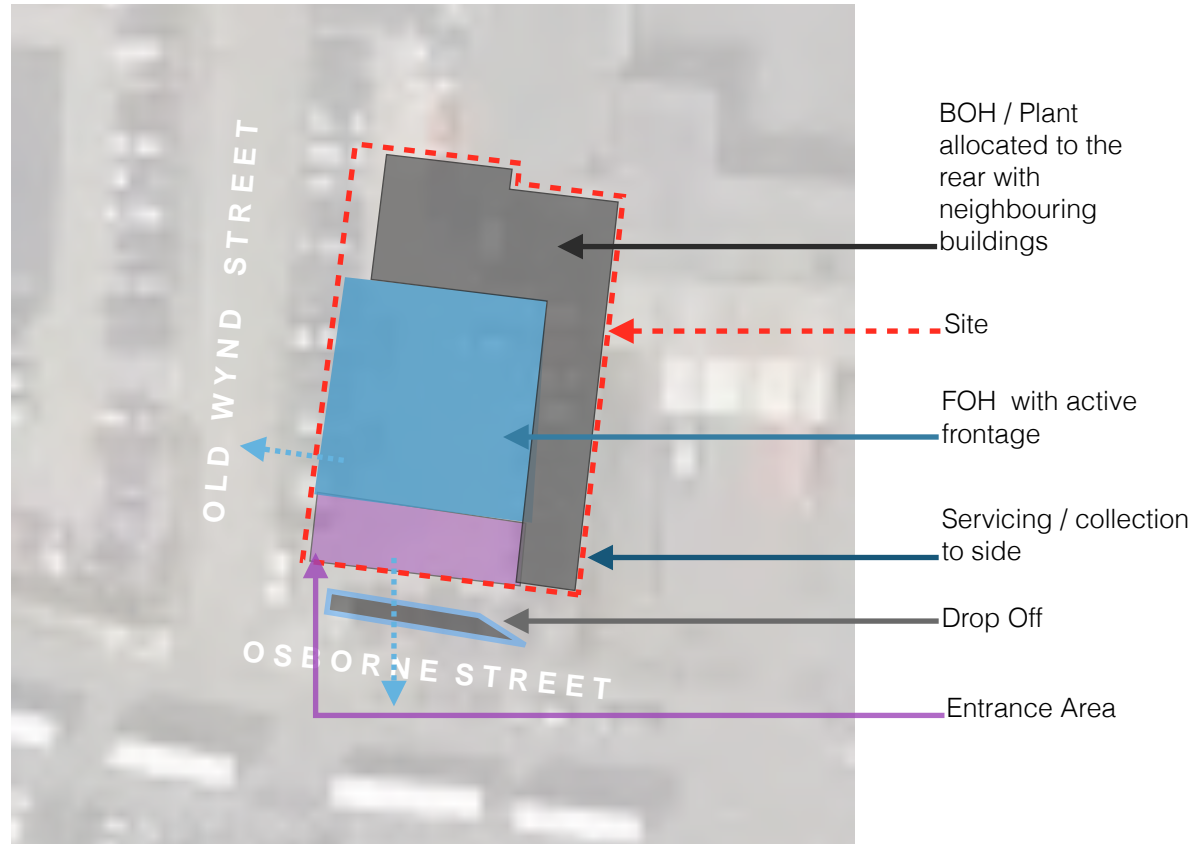 OLD WYND STREET
OSBORNE STREET
BOH / Plant
allocated to the
rear with
neighbouring
buildings
Site
FOH with active
frontage
Servicing / collection
to side
Drop Off
Entrance Area